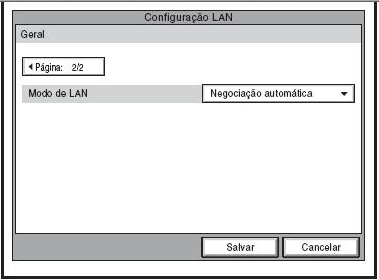 Configuração LAN
Geral
Página: 2/2
Modo de LAN Negociação automática
Salvar Cancelar